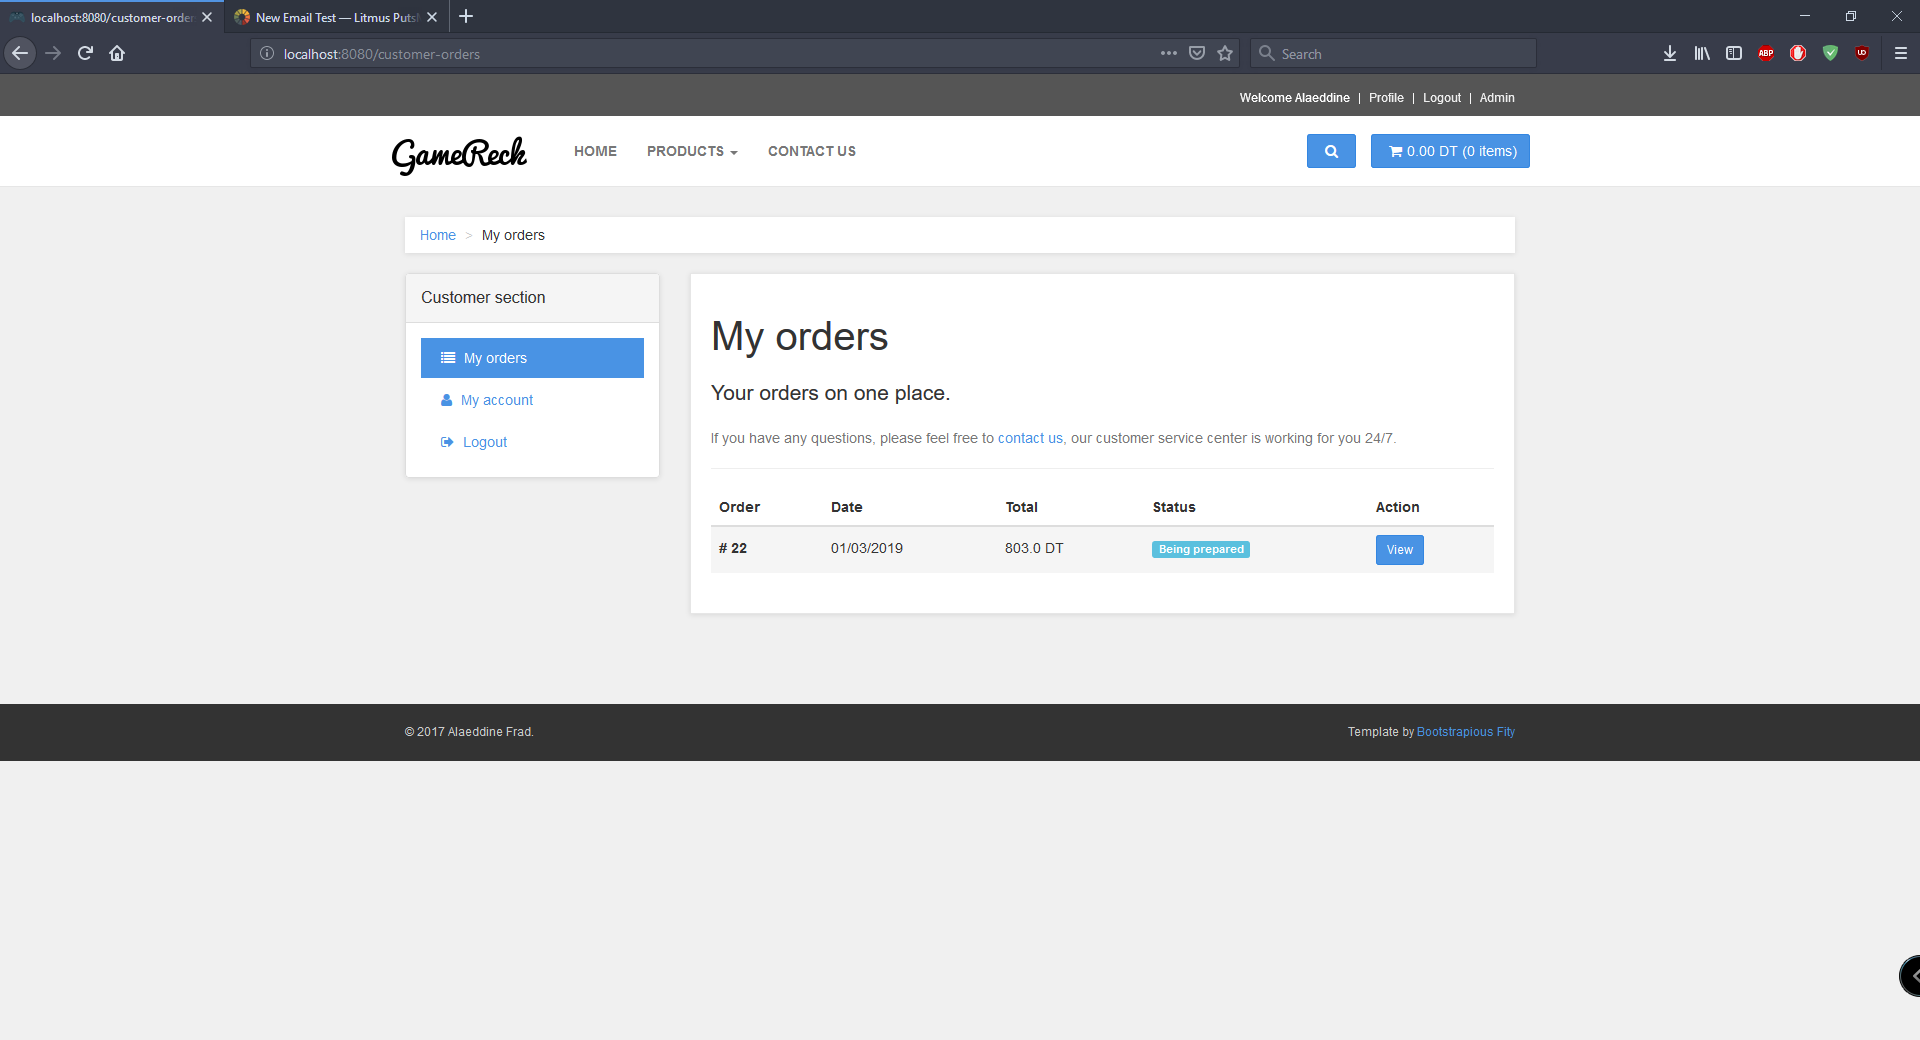 localhost:8080/customer-order
New Email Test — Litmus Puts
localhost:8080/customer-orders
Search
ABP
Welcome Alaeddine | Profile | Logout | Admin
GameReck
HOME
PRODUCTS
CONTACT US
0.00 DT (0 items)
Home > My orders
Customer section
My orders
My account
Logout
My orders
Your orders on one place.
If you have any questions, please feel free to contact us, our customer service center is working for you 24/7.
Order Date Total Status Action
# 22 01/03/2019 803.0 DT Being prepared View
© 2017 Alaeddine Frad.
Template by Bootstrapious Fity